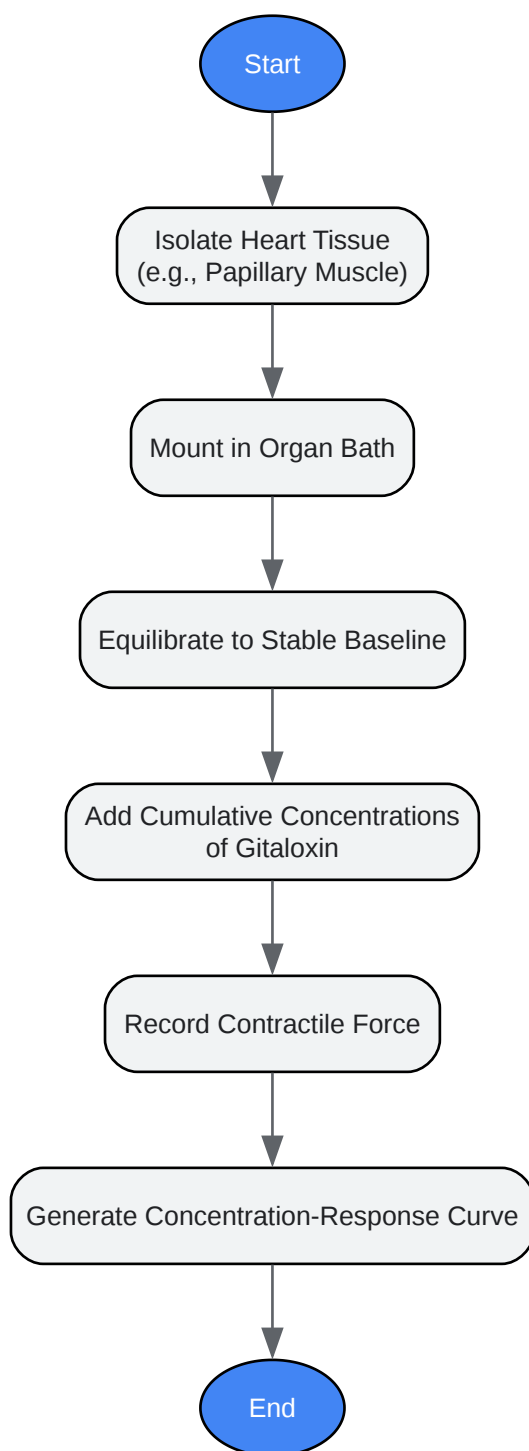 Start
Isolate Heart Tissue
(e.g., Papillary Muscle)
Mount in Organ Bath
Equilibrate to Stable Baseline
Add Cumulative Concentrations
of Gitaloxin
Record Contractile Force
Generate Concentration-Response Curve
End